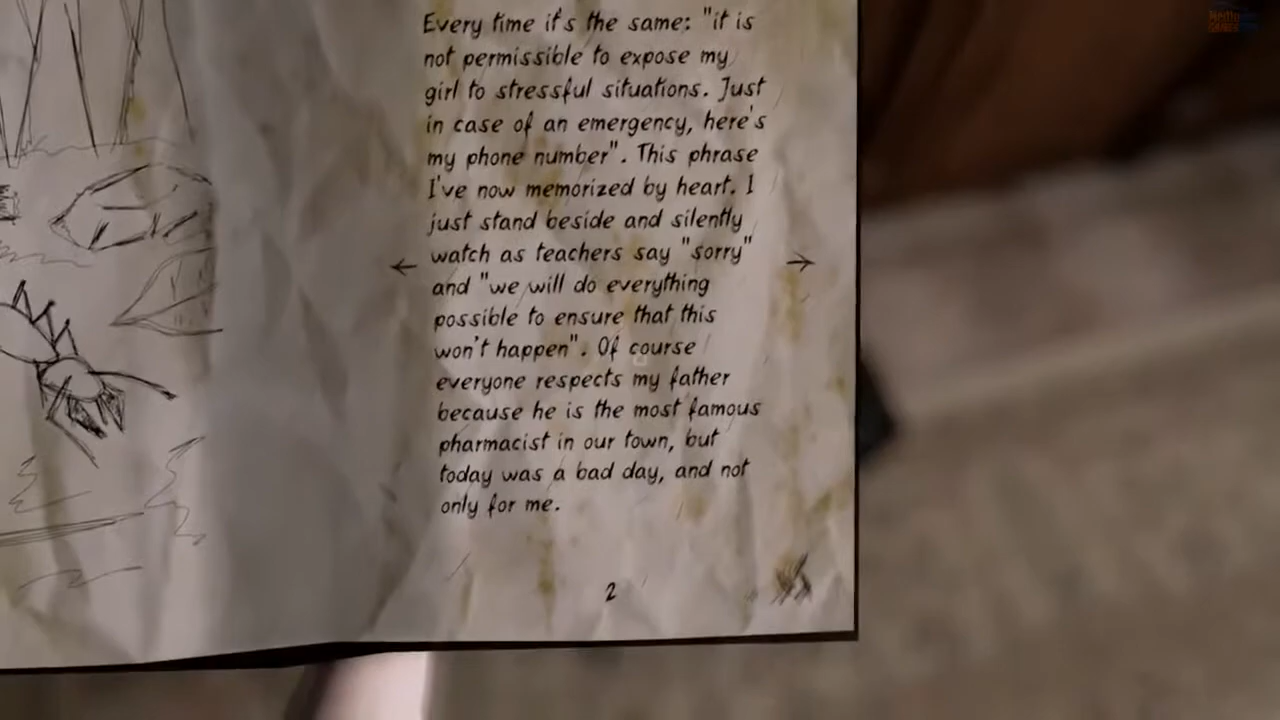 Every time it's the same: "it is
not permissible to expose my
girl to stressful situations. Just
in case of an emergency, here's
my phone number". This phrase
I've now memorized by heart. I
just stand beside and silently
watch as teachers say "sorry"
and "we will do everything
possible to ensure that this
won't happen". Of course
everyone respects my father
because he is the most famous
pharmacist in our town, but
today was a bad day, and not
only for me.
2